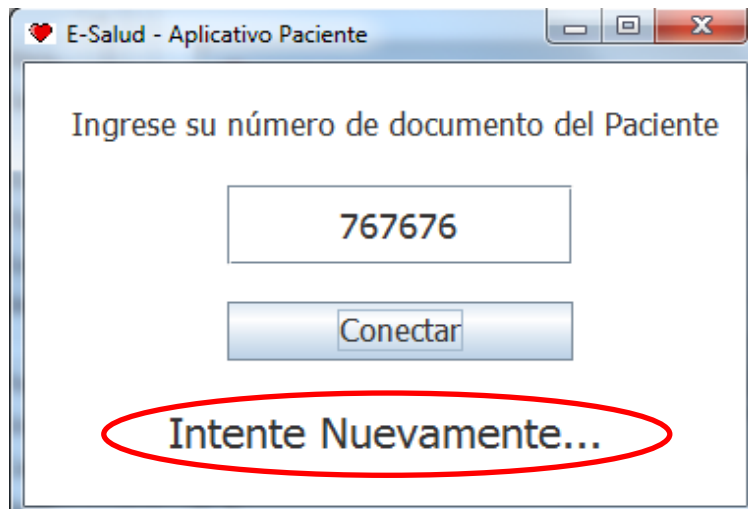 E-Salud - Aplicativo Paciente
Ingrese su número de documento del Paciente
767676
Conectar
Intente Nuevamente...